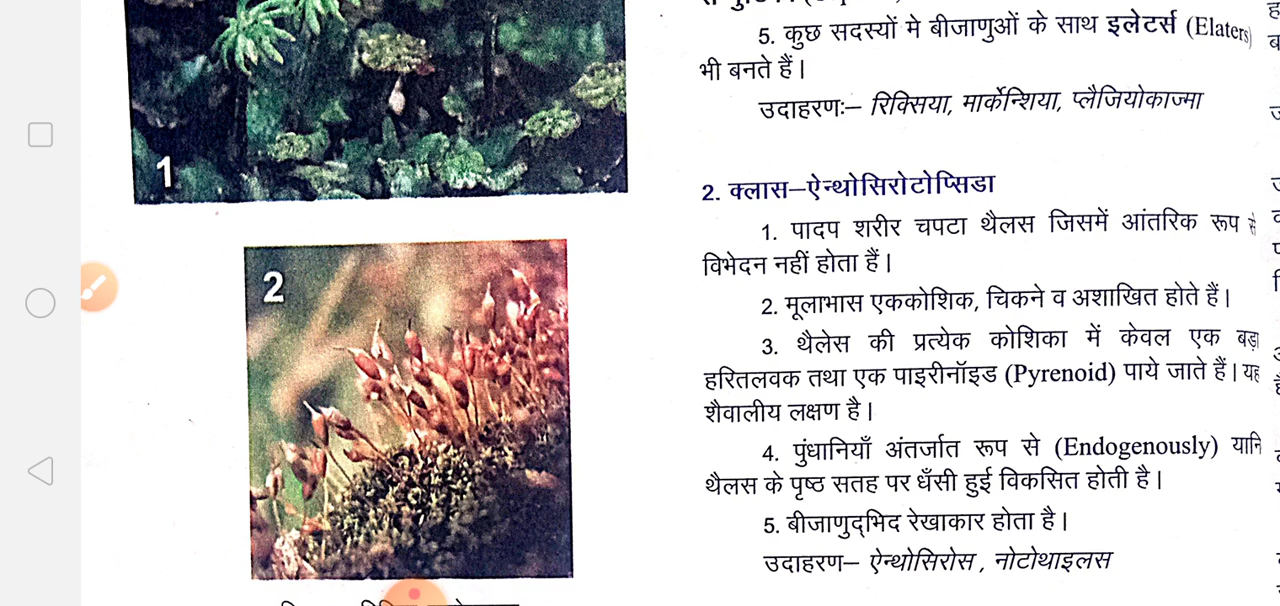 1
2
5. कुछ सदस्यों मे बीजाणुओं के साथ इलेटर्स (Elaters)
भी बनते हैं।
उदाहरणः– रिक्सिया, मार्केन्शिया, प्लैजियोकाज्मा
2. क्लास–ऐन्थोसिरोटोप्सिडा
1. पादप शरीर चपटा थैलस जिसमें आंतरिक रूप से
विभेदन नहीं होता हैं।
2. मूलाभास एककोशिक, चिकने व अशाखित होते हैं।
3. थैलेस की प्रत्येक कोशिका में केवल एक बड़ा
हरितलवक तथा एक पाइरीनॉइड (Pyrenoid) पाये जाते हैं। यह
शैवालीय लक्षण है।
4. पुंधानियाँ अंतर्जात रूप से (Endogenously) यानि
थैलस के पृष्ठ सतह पर धँसी हुई विकसित होती है।
5. बीजाणुद्भिद रेखाकार होता है।
उदाहरण– ऐन्थोसिरोस , नोटोथाइलस